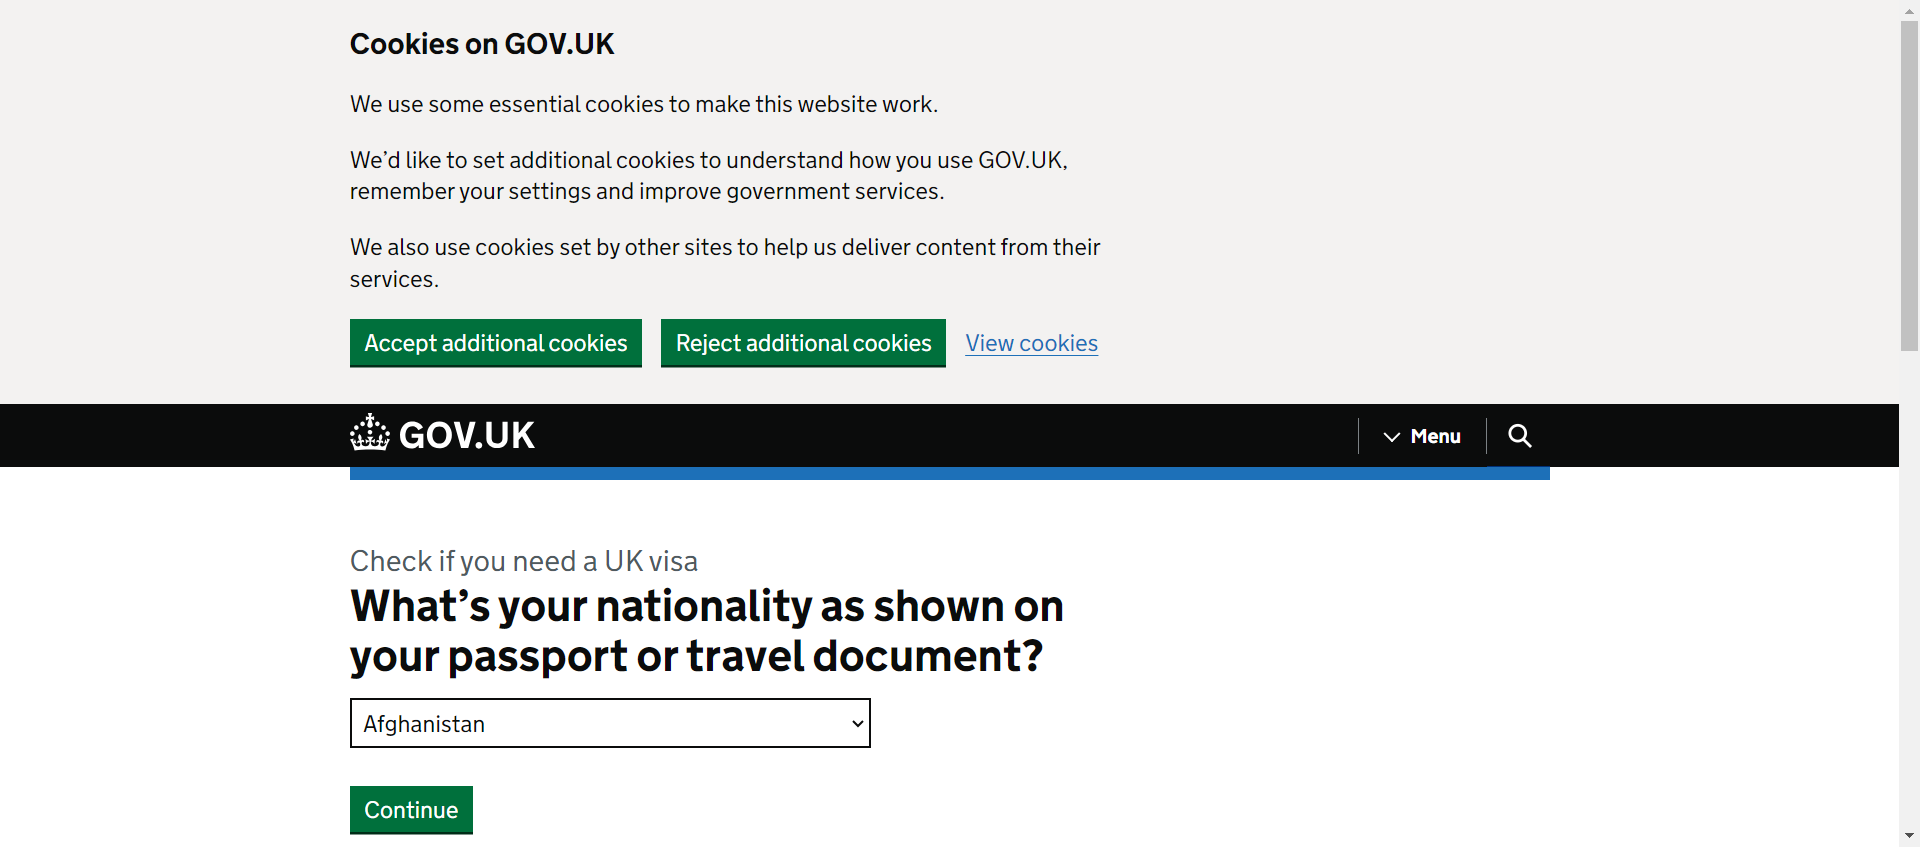 Cookies on GOV.UK
We use some essential cookies to make this website work.
We’d like to set additional cookies to understand how you use GOV.UK,
remember your settings and improve government services.
We also use cookies set by other sites to help us deliver content from their
services.
Accept additional cookies Reject additional cookies View cookies
GOV.UK Menu
Check if you need a UK visa
What’s your nationality as shown on
your passport or travel document?
Afghanistan
Continue